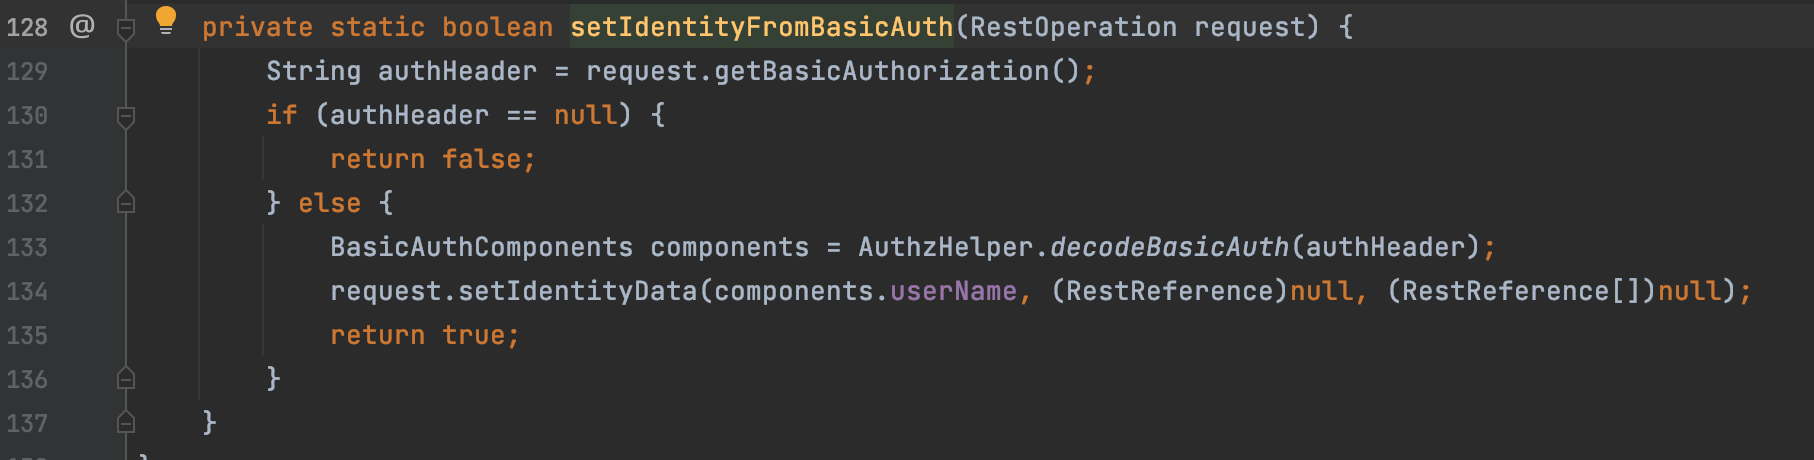 128 @ private static boolean setIdentityFromBasicAuth(RestOperation request) {
129 String authHeader = request.getBasicAuthorization();
130 if (authHeader == null) {
131 return false;
132 } else {
133 BasicAuthComponents components = AuthzHelper.decodeBasicAuth(authHeader);
134 request.setIdentityData(components.userName, (RestReference)null, (RestReference[])null);
135 return true;
136 }
137 }